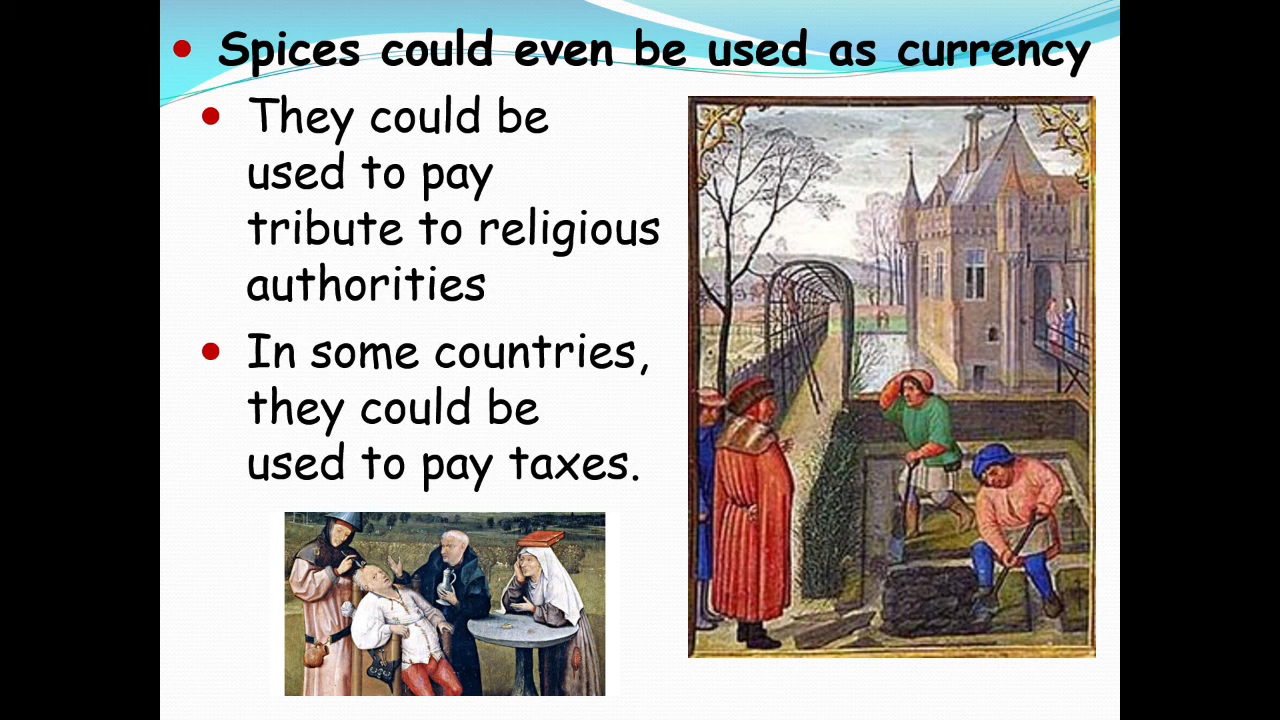 Spices could even be used as currency
They could be
used to pay
tribute to religious
authorities
In some countries,
they could be
used to pay taxes.